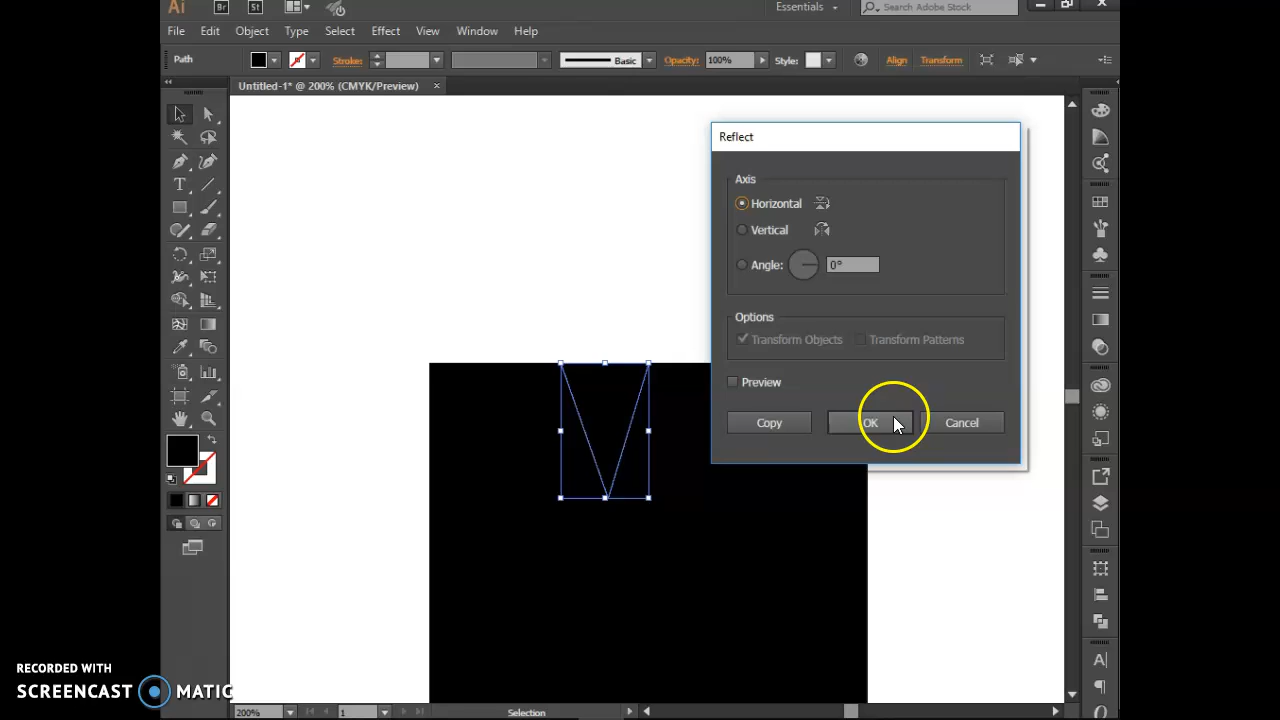 Ai Br St Essentials Search Adobe Stock
File Edit Object Type Select Effect View Window Help
Path Stroke: Basic Opacity: 100% Style: Align Transform
Untitled-1* @ 200% (CMYK/Preview) ×
Reflect
Axis
Horizontal
Vertical
Angle: 0°
Options
Transform Objects Transform Patterns
Preview
Copy OK Cancel
RECORDED WITH
SCREENCAST MATIC
200% 1 Selection